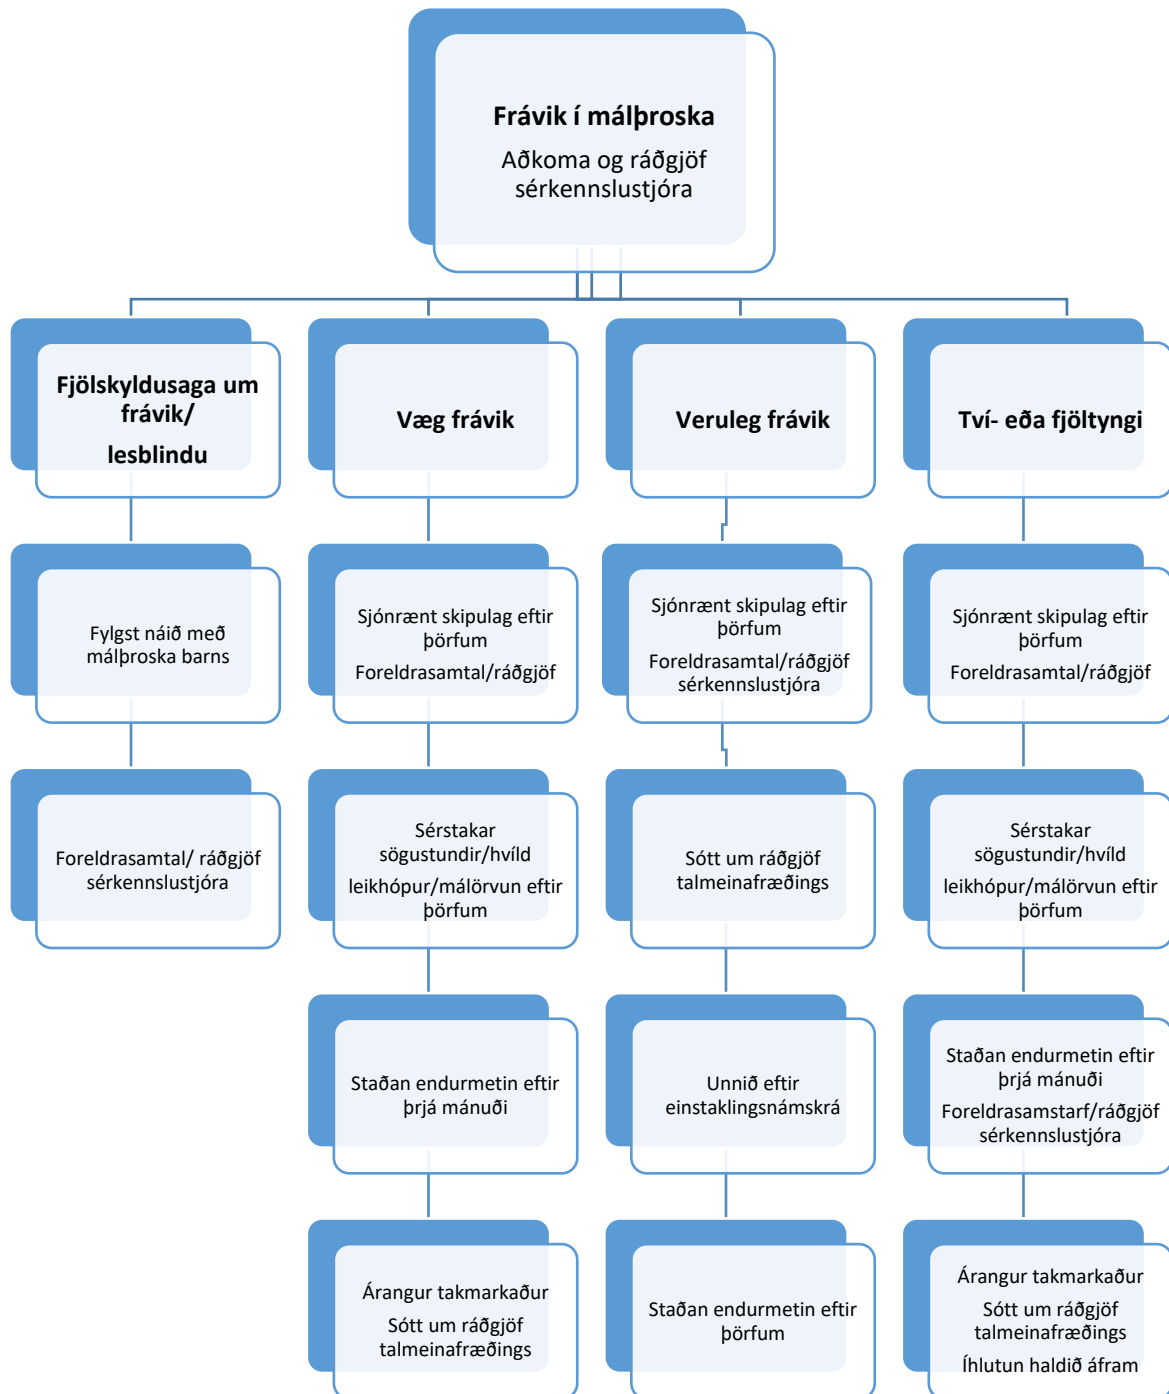 Frávik í málþroska
Aðkoma og ráðgjöf
sérkennslustjóra
Fjölskyldusaga um
frávik/
lesblindu
Fylgst náið með
málþroska barns
Foreldrasamtal/ ráðgjöf
sérkennslustjóra
Væg frávik
Sjónrænt skipulag eftir
þörfum
Foreldrasamtal/ráðgjöf
Sérstakar
sögustundir/hvíld
leikhópur/málörvun eftir
þörfum
Staðan endurmetin eftir
þrjá mánuði
Árangur takmarkaður
Sótt um ráðgjöf
talmeinafræðings
Veruleg frávik
Sjónrænt skipulag eftir
þörfum
Foreldrasamtal/ráðgjöf
sérkennslustjóra
Sótt um ráðgjöf
talmeinafræðings
Unnið eftir
einstaklingsnámskrá
Staðan endurmetin eftir
þörfum
Tví- eða fjöltyngi
Sjónrænt skipulag eftir
þörfum
Foreldrasamtal/ráðgjöf
Sérstakar
sögustundir/hvíld
leikhópur/málörvun eftir
þörfum
Staðan endurmetin eftir
þrjá mánuði
Foreldrasamstarf/ráðgjöf
sérkennslustjóra
Árangur takmarkaður
Sótt um ráðgjöf
talmeinafræðings
Íhlutun haldið áfram